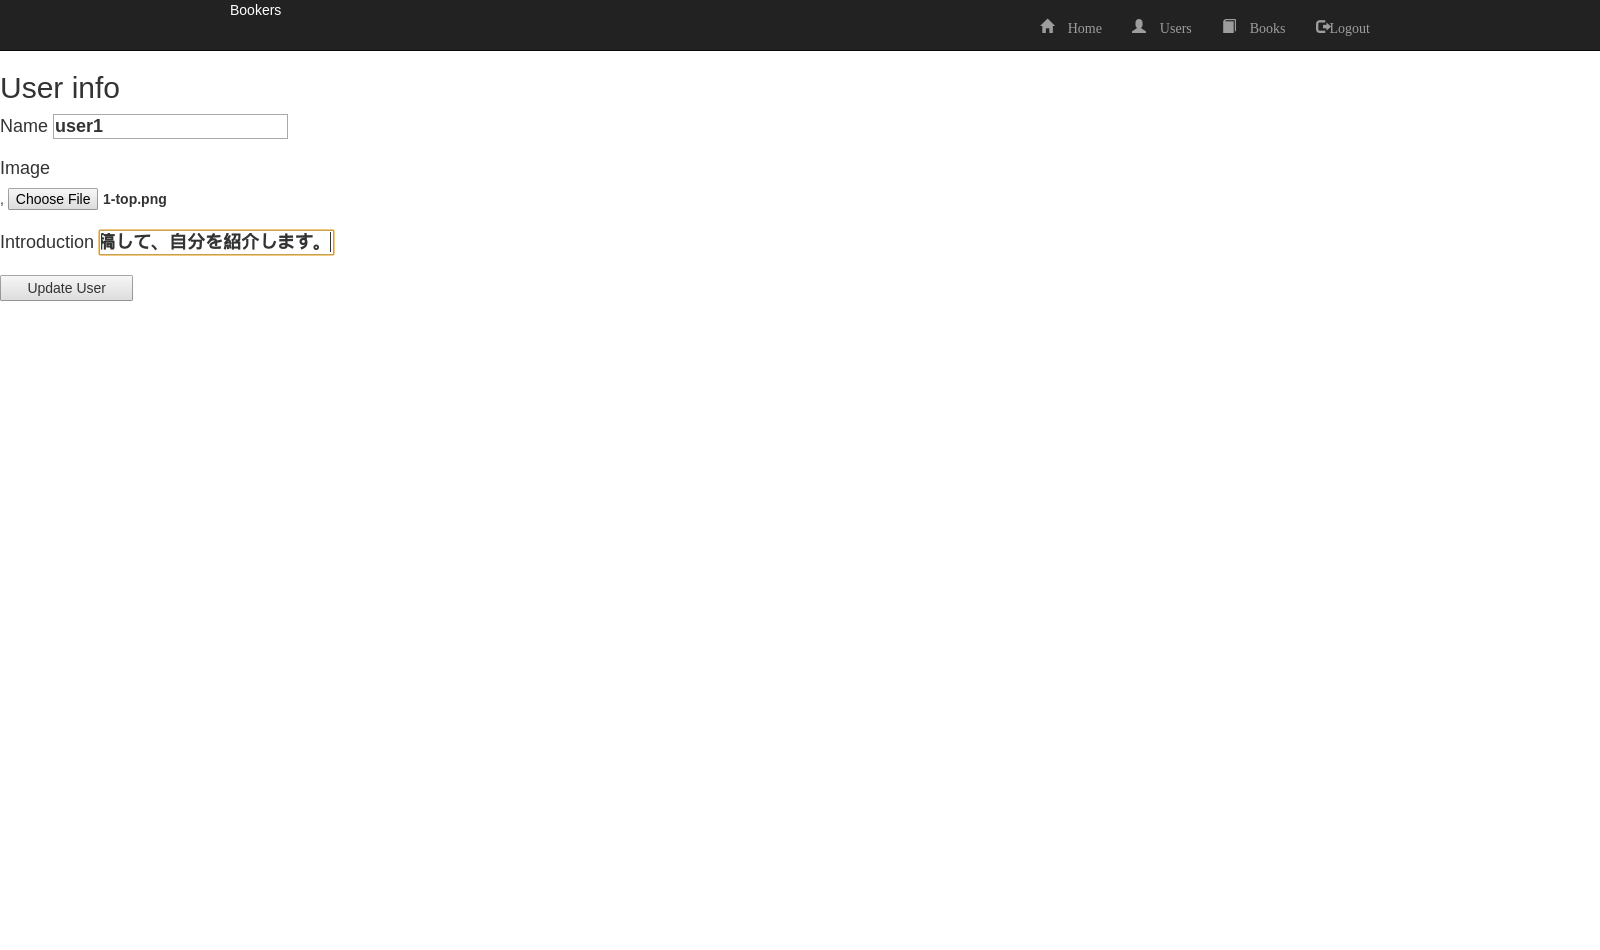 Bookers
Home Users Books Logout
User info
Name user1
Image
, Choose File 1-top.png
Introduction 稿して、自分を紹介します。
Update User